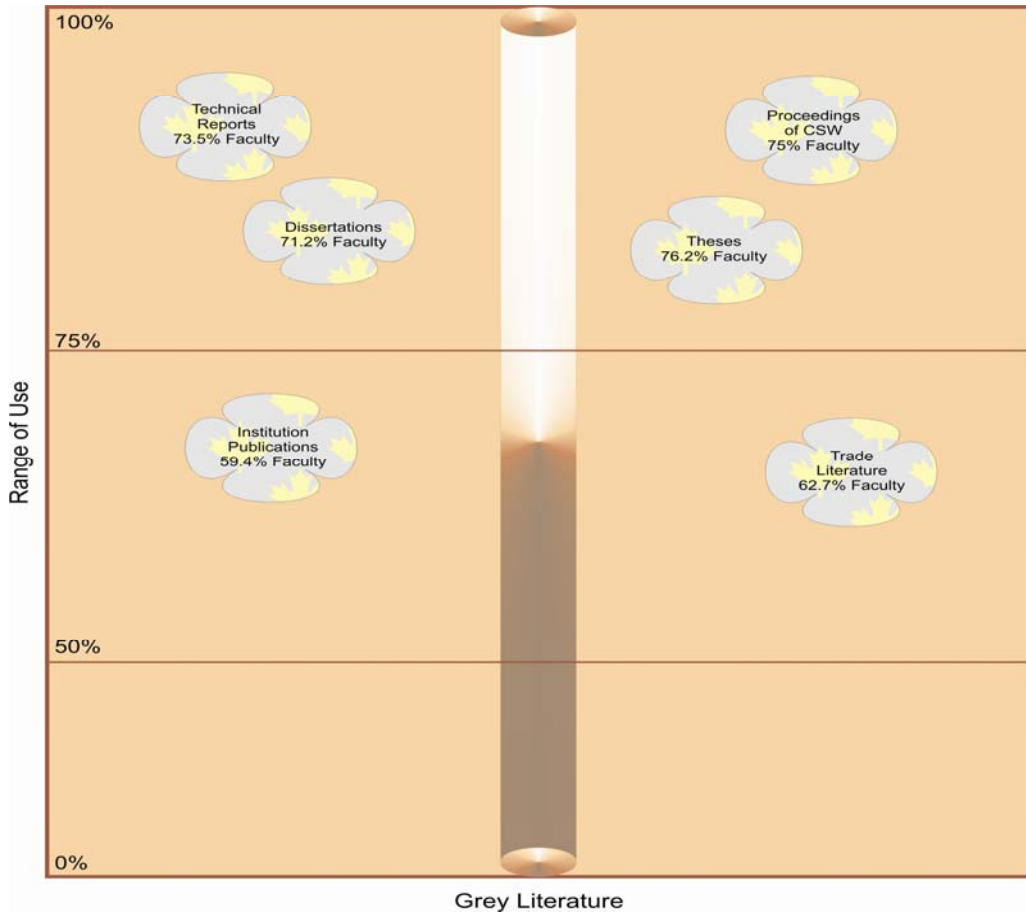 100%
Technical
Reports
73.5% Faculty
Proceedings
of CSW
75% Faculty
Dissertations
71.2% Faculty
Theses
76.2% Faculty
75%
Range of Use
Institution
Publications
59.4% Faculty
Trade
Literature
62.7% Faculty
50%
0%
Grey Literature